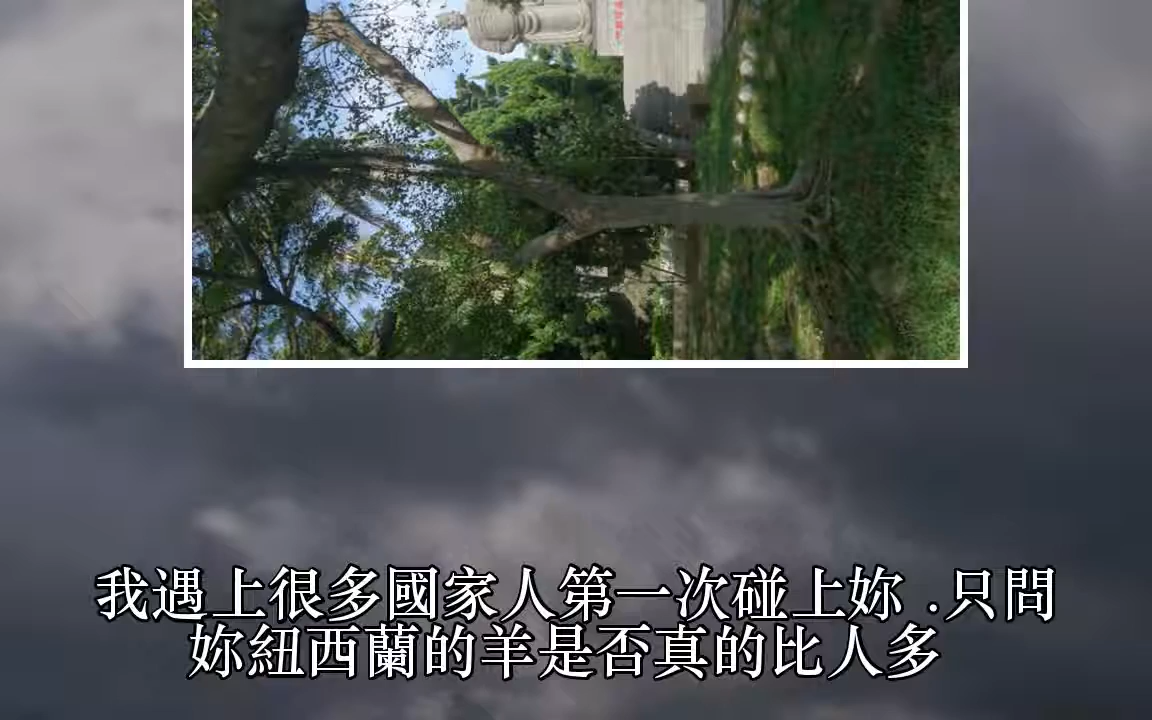 我遇上很多國家人第一次碰上妳 .只問
妳紐西蘭的羊是否真的比人多